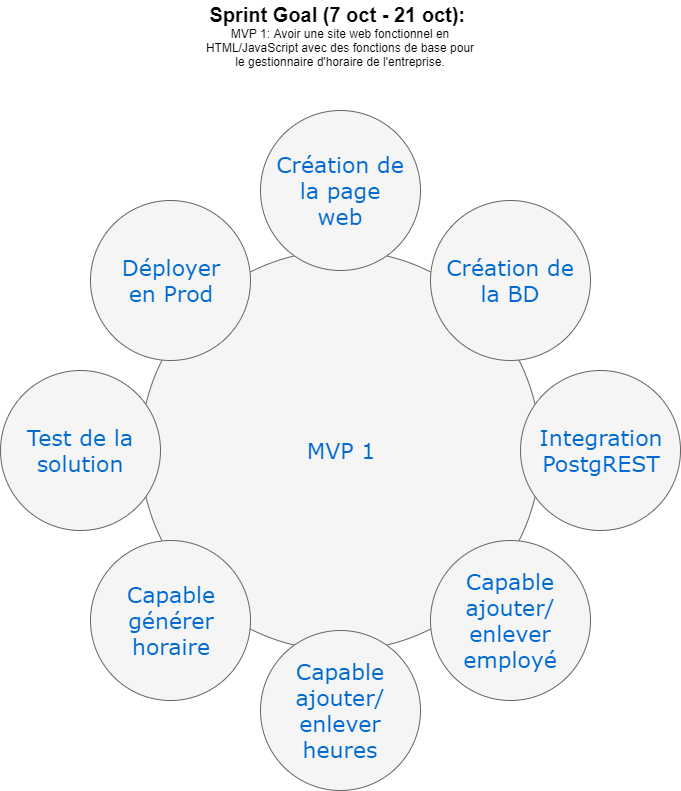 Sprint Goal (7 oct - 21 oct):
MVP 1: Avoir une site web fonctionnel en
HTML/JavaScript avec des fonctions de base pour
le gestionnaire d'horaire de l'entreprise.
Création de
la page
web
Déployer
en Prod
Création de
la BD
Test de la
solution
MVP 1
Integration
PostgREST
Capable
générer
horaire
Capable
ajouter/
enlever
employé
Capable
ajouter/
enlever
heures